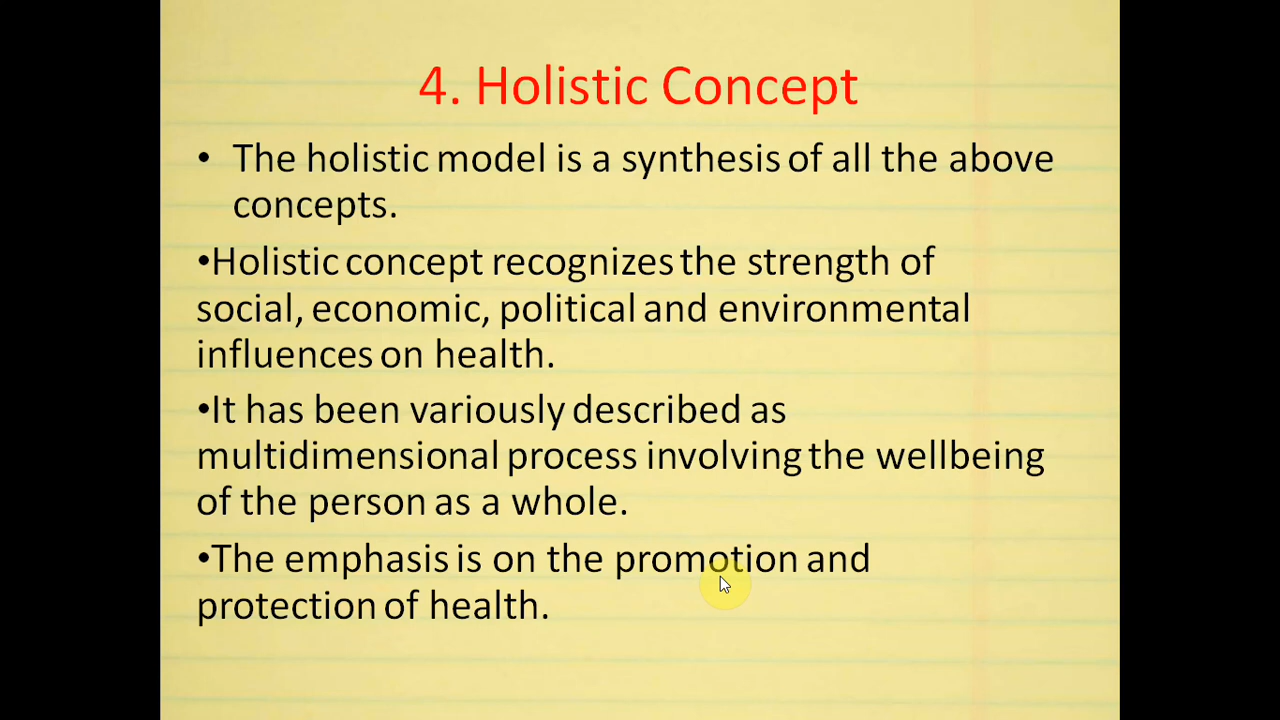 4. Holistic Concept
• The holistic model is a synthesis of all the above
concepts.
•Holistic concept recognizes the strength of
social, economic, political and environmental
influences on health.
•It has been variously described as
multidimensional process involving the wellbeing
of the person as a whole.
•The emphasis is on the promotion and
protection of health.